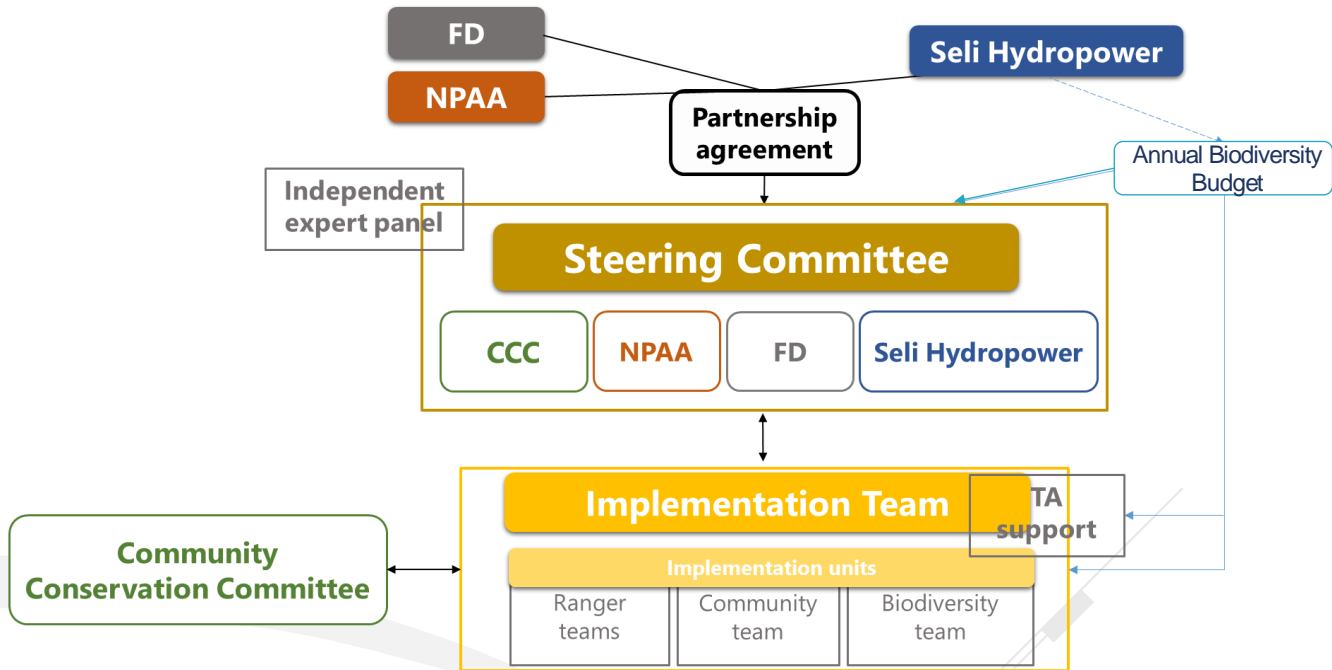 FD
Seli Hydropower
NPAA
Partnership
agreement
Annual Biodiversity
Budget
Independent
expert panel
Steering Committee
CCC
NPAA
FD
Seli Hydropower
Implementation Team
TA
support
Implementation units
Community
Conservation Committee
Ranger
teams
Community
team
Biodiversity
team